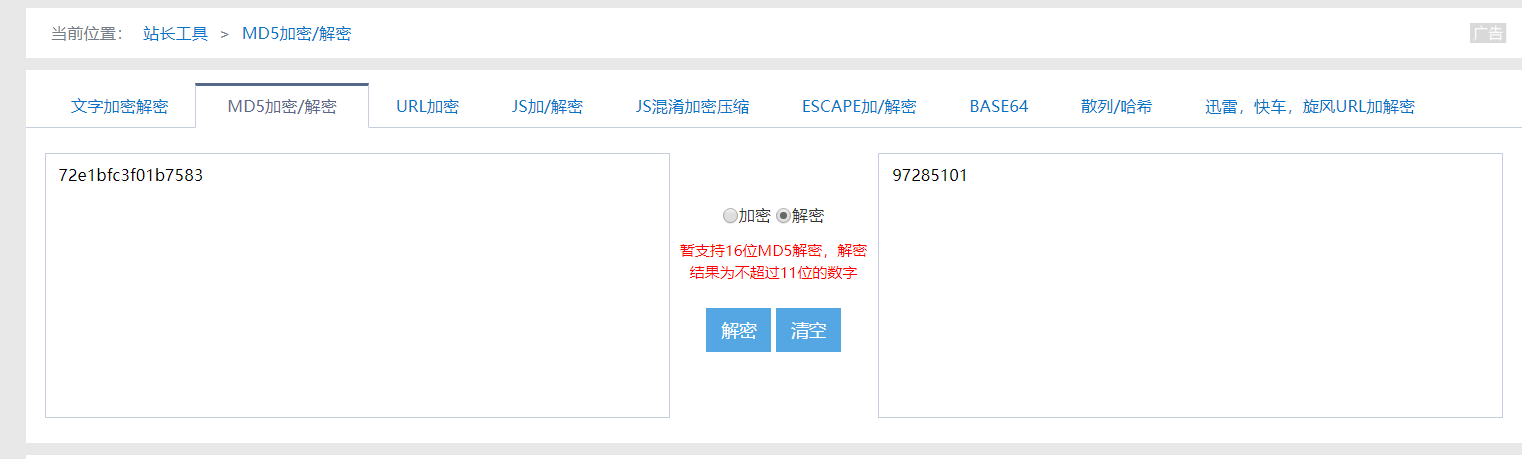 当前位置： 站长工具 > MD5加密/解密
广告
文字加密解密 MD5加密/解密 URL加密 JS加/解密 JS混淆加密压缩 ESCAPE加/解密 BASE64 散列/哈希 迅雷，快车，旋风URL加解密
72e1bfc3f01b7583
加密 解密
暂支持16位MD5解密，解密
结果为不超过11位的数字
解密 清空
97285101